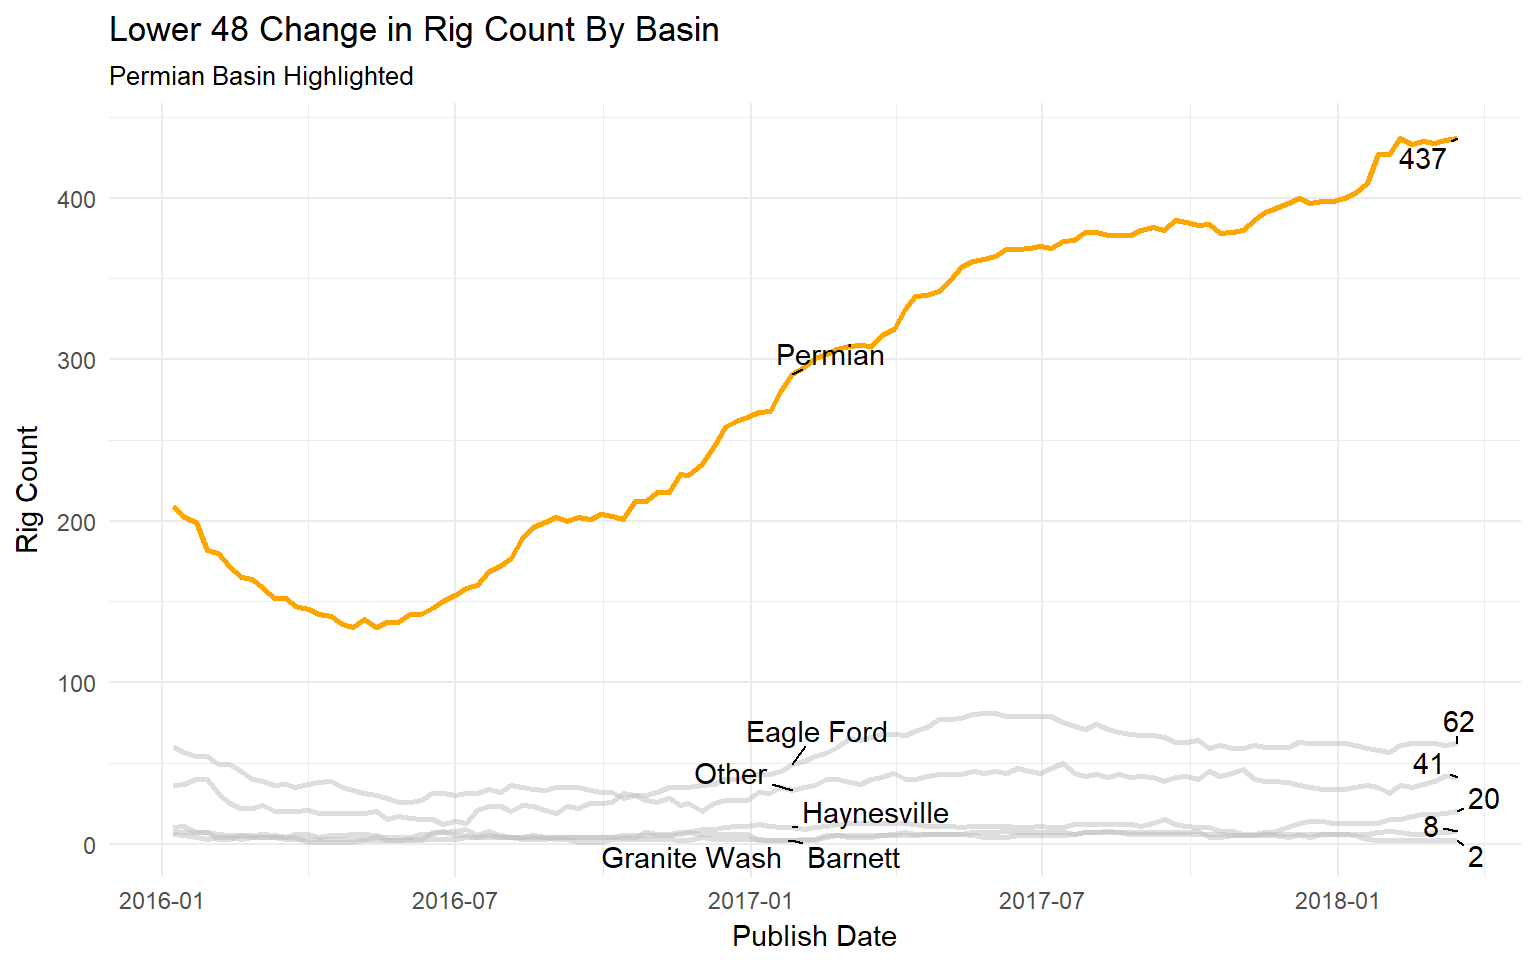 Lower 48 Change in Rig Count By Basin
Permian Basin Highlighted
437
400
Permian
300
Rig Count
200
100
62
Eagle Ford
41
Other
20
Haynesville
8
0
Granite Wash
Barnett
2
2016-01
2016-07
2017-01
2017-07
2018-01
Publish Date